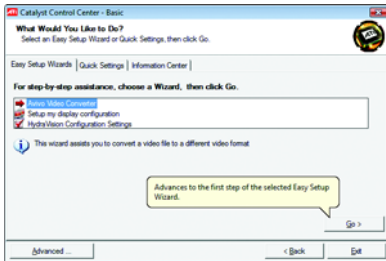 ATI Catalyst Control Center - Basic
What Would You Like to Do?
Select an Easy Setup Wizard or Quick Settings, then click Go.
Easy Setup Wizards Quick Settings Information Center
For step-by-step assistance, choose a Wizard, then click Go.
Avivo Video Converter
Setup my display configuration
HydraVision Configuration Settings
This wizard assists you to convert a video file to a different video format
Advances to the first step of the selected Easy Setup
Wizard.
Go >
Advanced ... < Back Exit